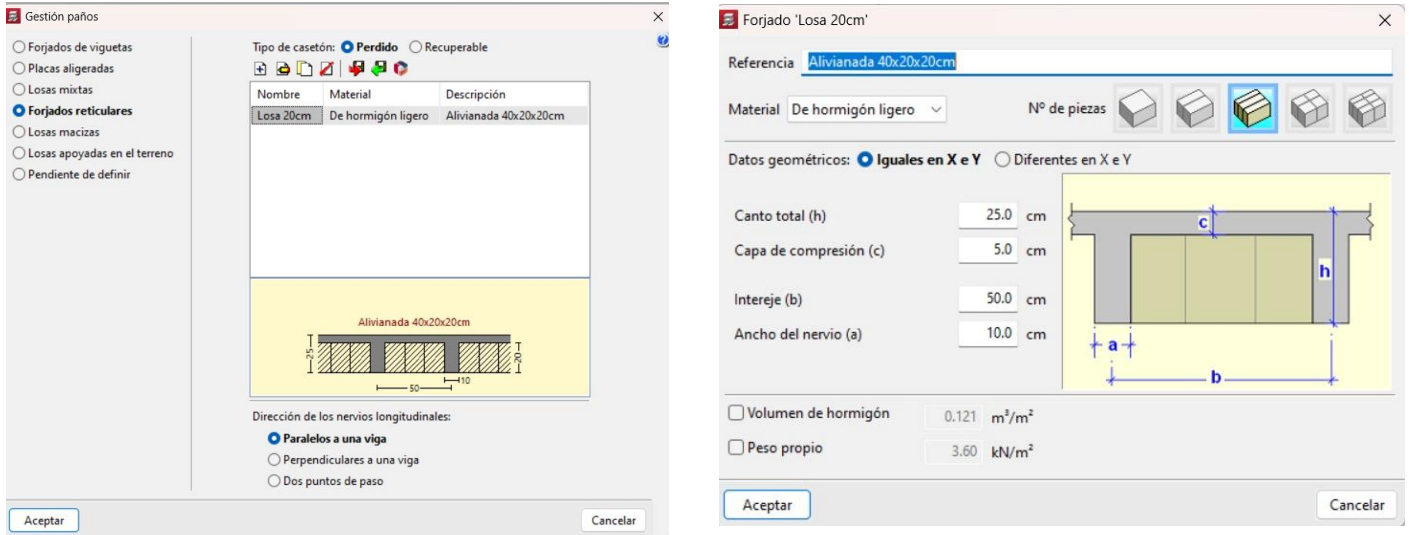 Gestión paños
Forjados de viguetas
Placas aligeradas
Losas mixtas
Forjados reticulares
Losas macizas
Losas apoyadas en el terreno
Pendiente de definir
Tipo de casetón: Perdido Recuperable
Nombre Material Descripción
Losa 20cm De hormigón ligero Alivianada 40x20x20cm
Alivianada 40x20x20cm
25
20
10
50
Dirección de los nervios longitudinales:
Paralelos a una viga
Perpendiculares a una viga
Dos puntos de paso
Aceptar Cancelar
Forjado 'Losa 20cm'
Referencia Alivianada 40x20x20cm
Material De hormigón ligero Nº de piezas
Datos geométricos: Iguales en X e Y Diferentes en X e Y
Canto total (h) 25.0 cm
Capa de compresión (c) 5.0 cm
Intereje (b) 50.0 cm
Ancho del nervio (a) 10.0 cm
c
h
a
b
Volumen de hormigón 0.121 m³/m²
Peso propio 3.60 kN/m²
Aceptar Cancelar